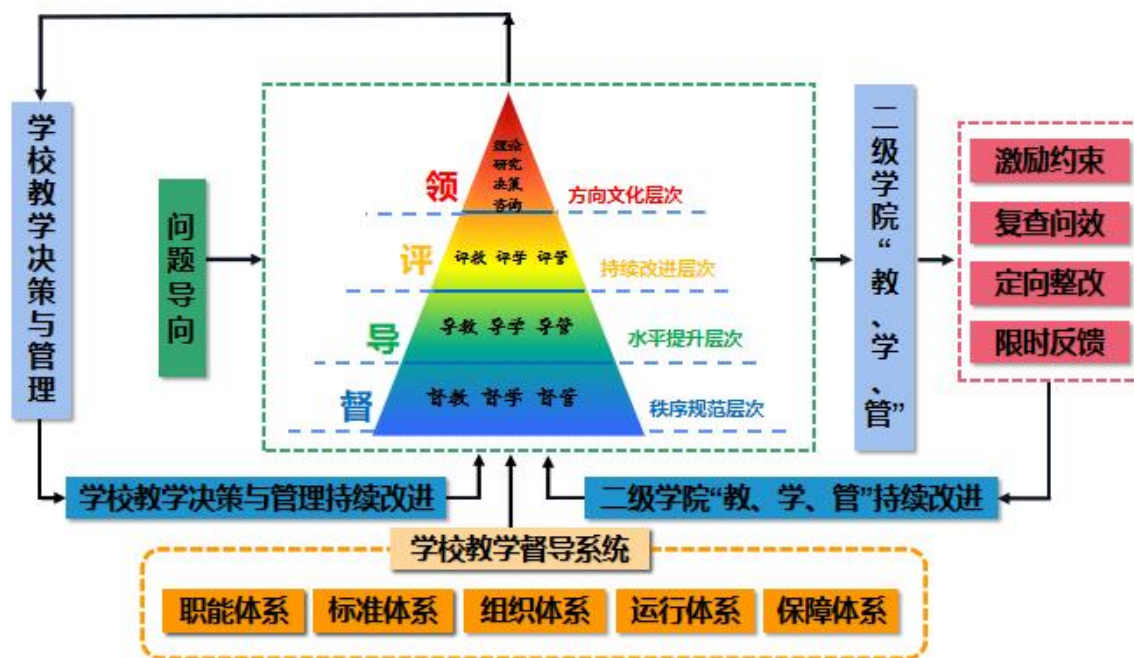 学校教学决策与管理
问题导向
领
理论
研究
决策
咨询
方向文化层次
评
评教 评学 评管
持续改进层次
导
导教 导学 导管
水平提升层次
督
督教 督学 督管
秩序规范层次
二级学院“教、学、管”
激励约束
复查问效
定向整改
限时反馈
学校教学决策与管理持续改进
二级学院“教、学、管”持续改进
学校教学督导系统
职能体系
标准体系
组织体系
运行体系
保障体系